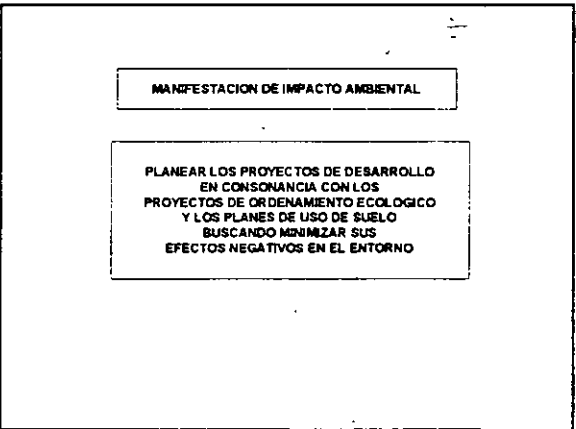 MANIFESTACION DE IMPACTO AMBIENTAL
PLANEAR LOS PROYECTOS DE DESARROLLO
EN CONSONANCIA CON LOS
PROYECTOS DE ORDENAMIENTO ECOLOGICO
Y LOS PLANES DE USO DE SUELO
BUSCANDO MINIMIZAR SUS
EFECTOS NEGATIVOS EN EL ENTORNO